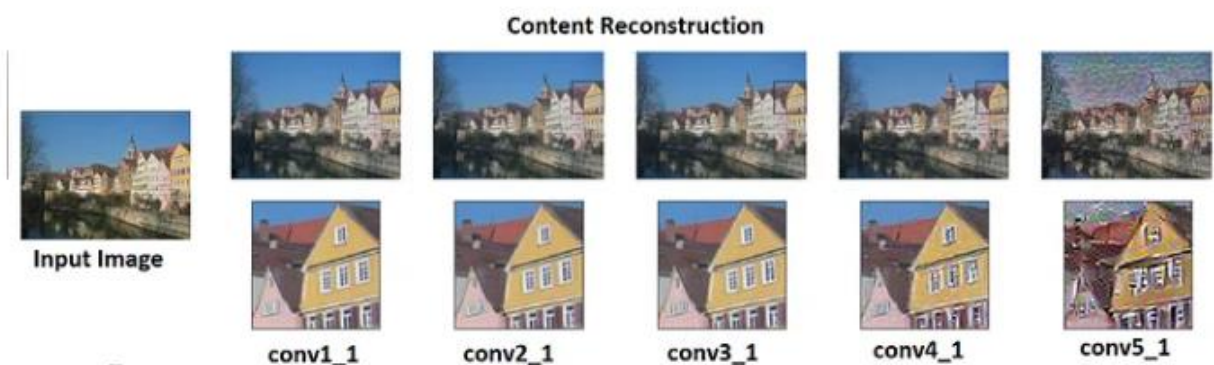 Content Reconstruction
Input Image
conv1_1
conv2_1
conv3_1
conv4_1
conv5_1